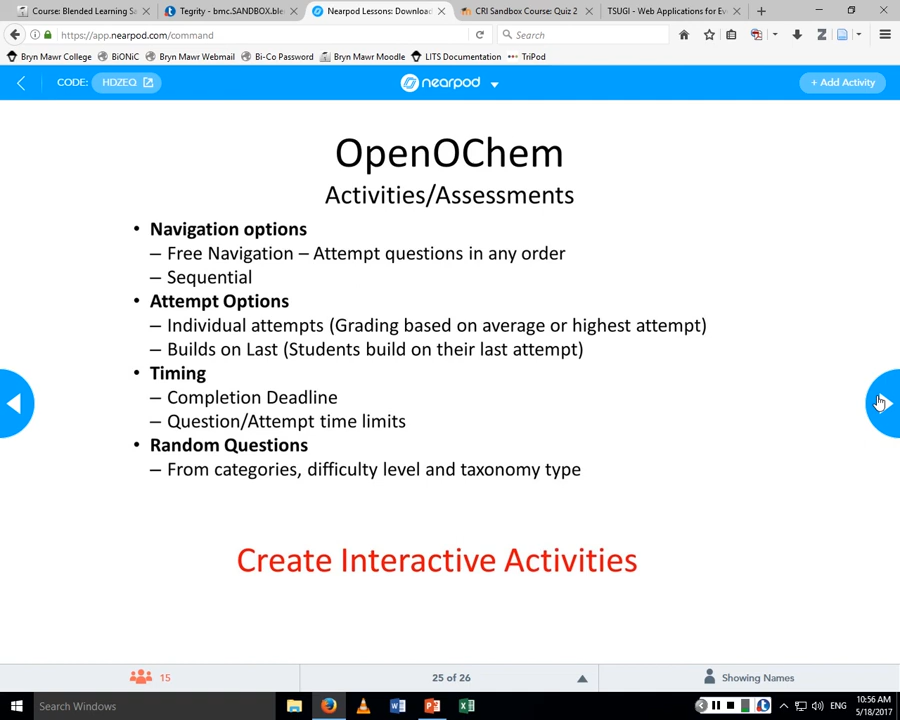 Course: Blended Learning Sa
Tegrity - bmc.SANDBOX.ble
Nearpod Lessons: Download
CRI Sandbox Course: Quiz 2
TSUGI - Web Applications for Ev
https://app.nearpod.com/command
Search
Bryn Mawr College
BiONiC
Bryn Mawr Webmail
Bi-Co Password
Bryn Mawr Moodle
LITS Documentation
TriPod
CODE: HDZEQ
nearpod
+ Add Activity
OpenOChem
Activities/Assessments
• Navigation options
– Free Navigation – Attempt questions in any order
– Sequential
• Attempt Options
– Individual attempts (Grading based on average or highest attempt)
– Builds on Last (Students build on their last attempt)
• Timing
– Completion Deadline
– Question/Attempt time limits
• Random Questions
– From categories, difficulty level and taxonomy type
Create Interactive Activities
15
25 of 26
Showing Names
Search Windows
ENG
10:56 AM
5/18/2017